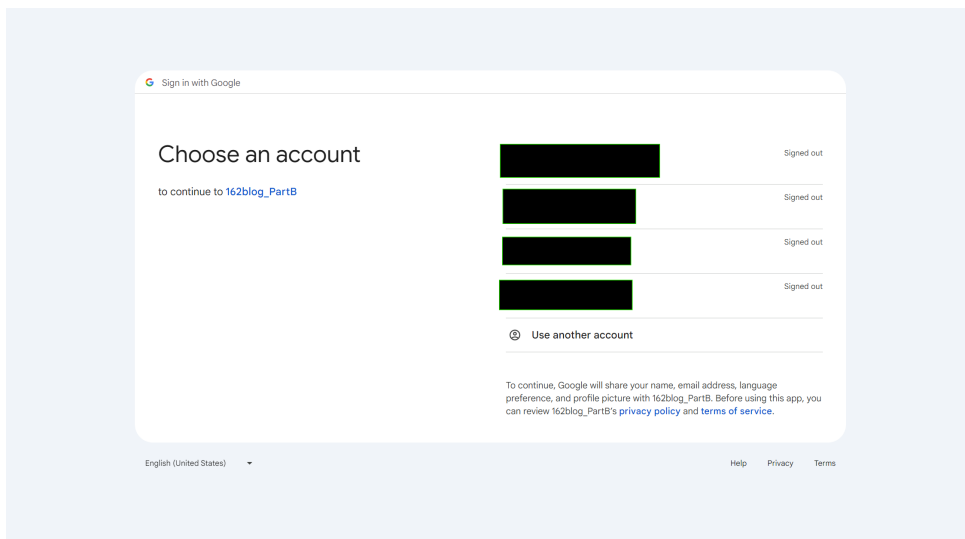 Sign in with Google
Choose an account
to continue to 162blog_PartB
Signed out
Signed out
Signed out
Signed out
Use another account
To continue, Google will share your name, email address, language
preference, and profile picture with 162blog_PartB. Before using this app, you
can review 162blog_PartB's privacy policy and terms of service.
English (United States)
Help Privacy Terms